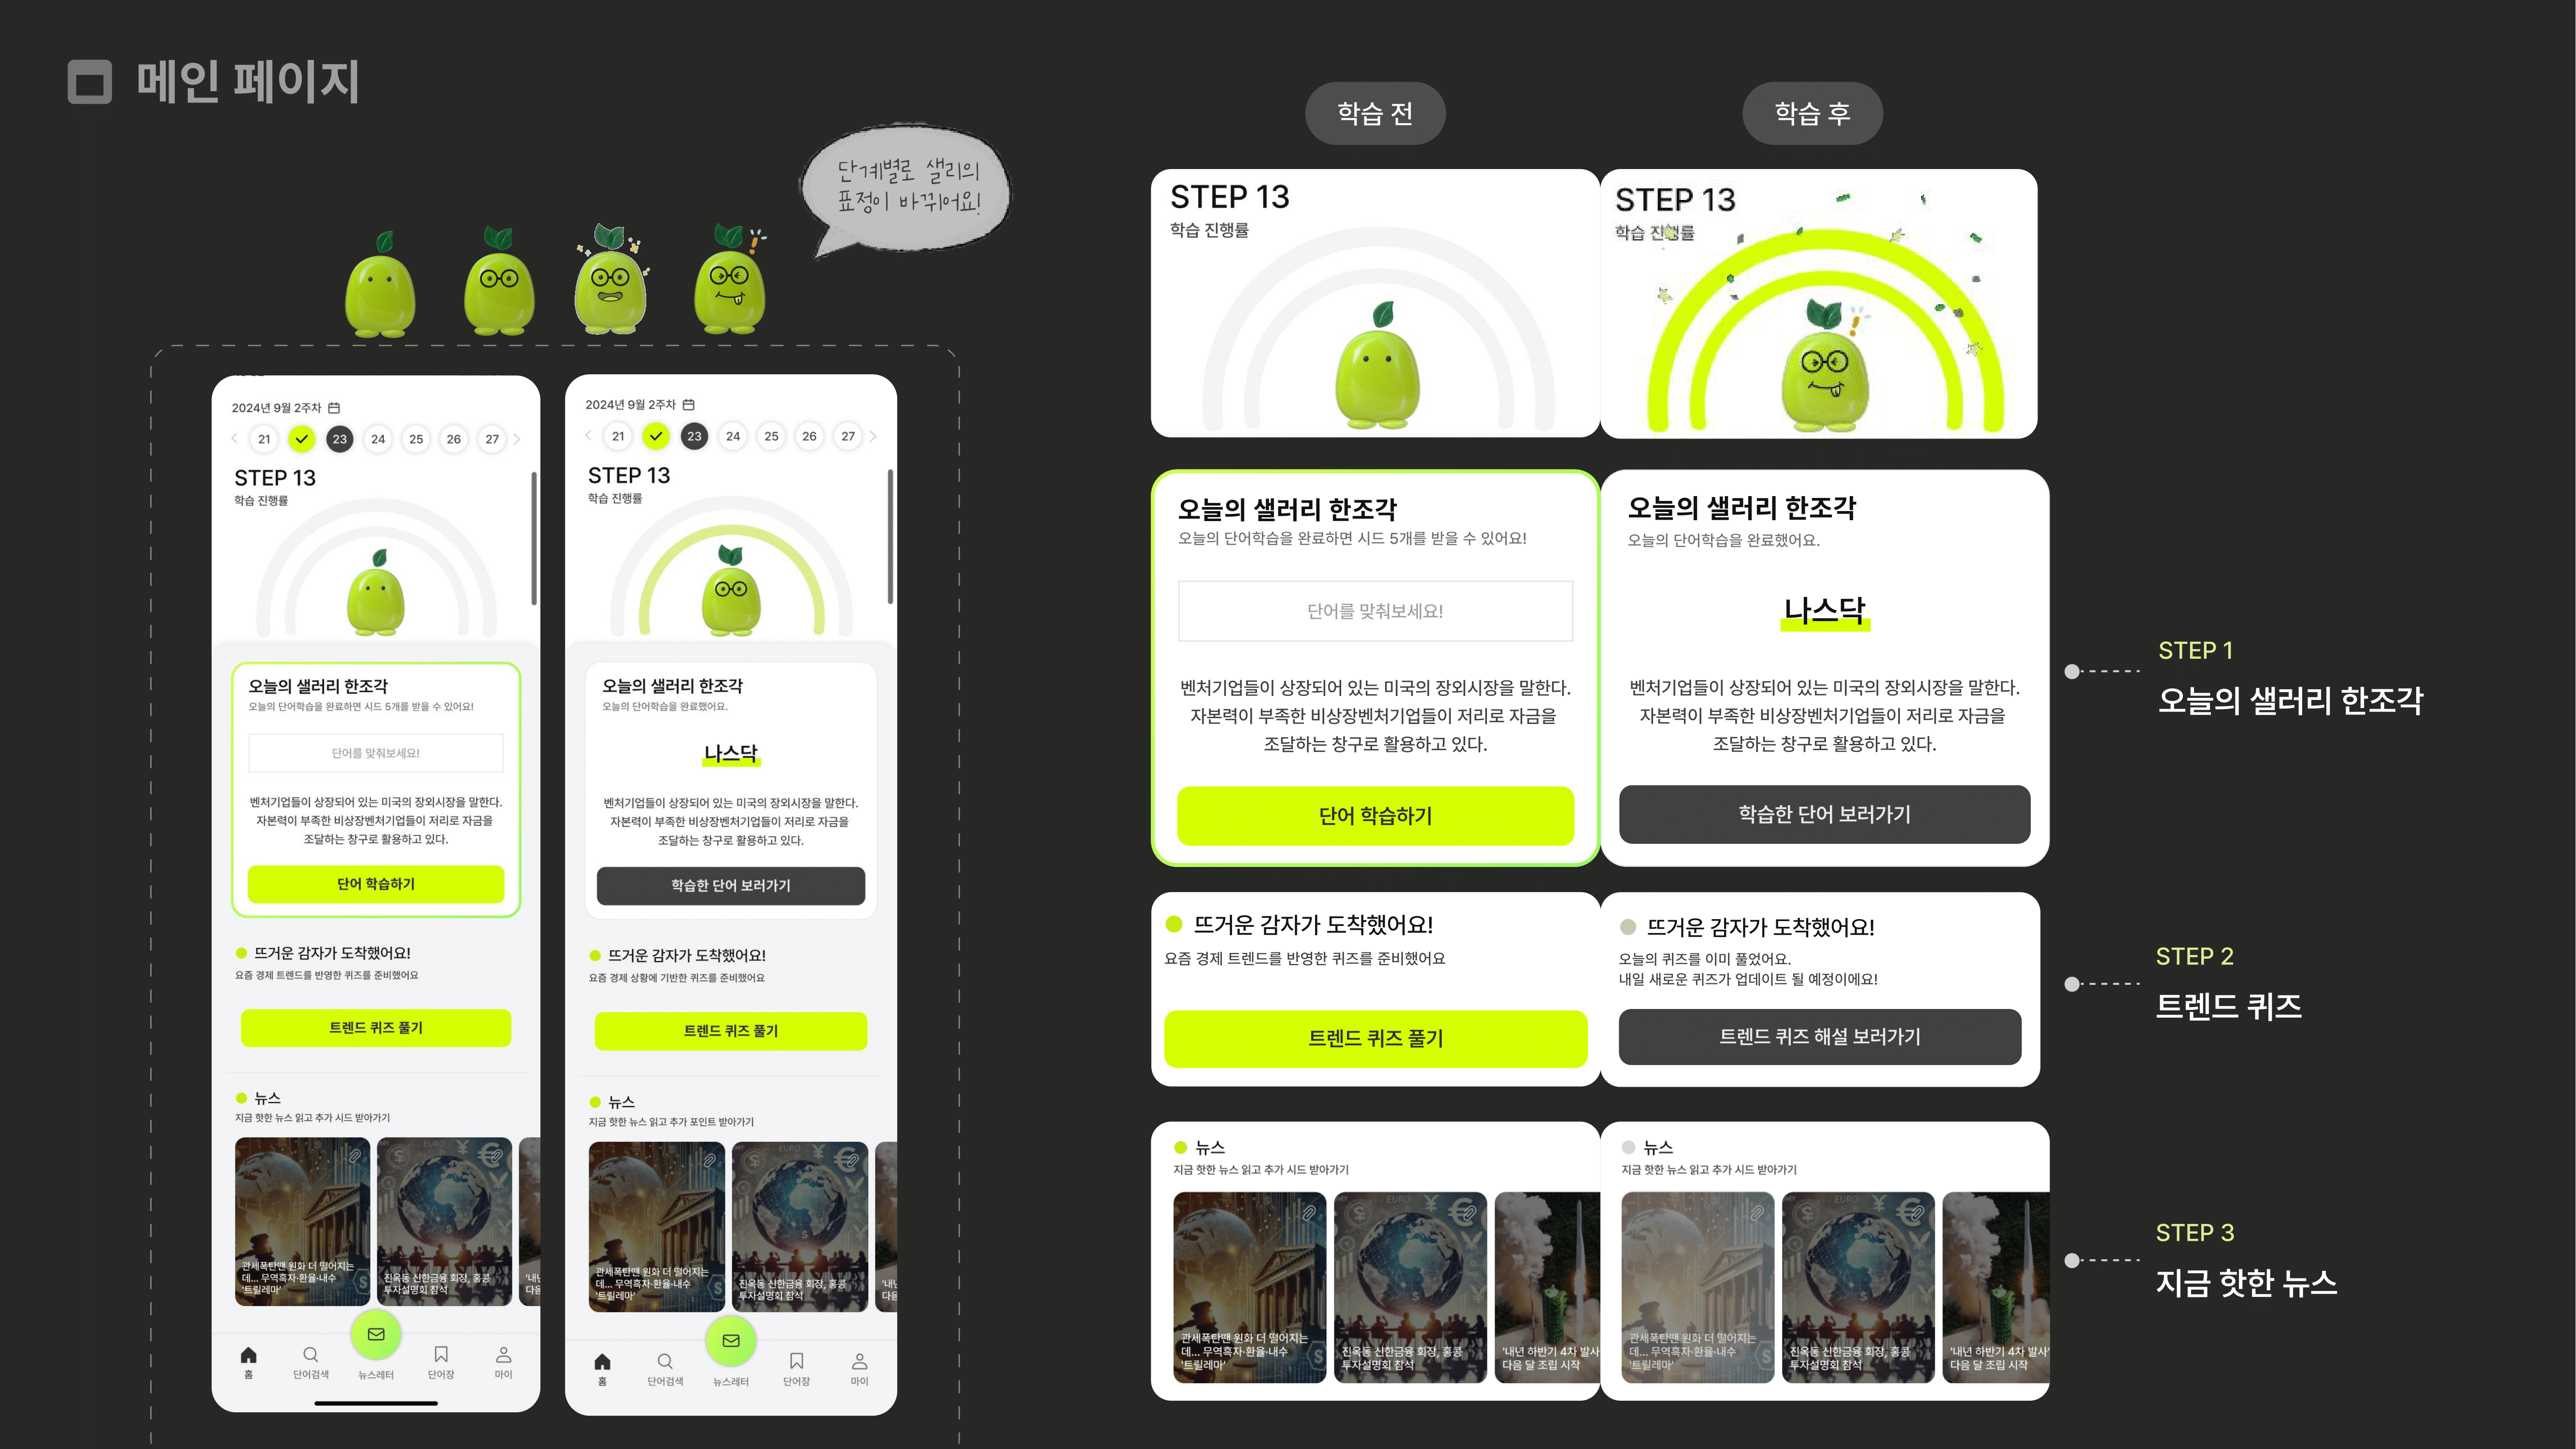 메인 페이지
단계별로 샐리의
표정이 바뀌어요!
2024년 9월 2주차
21 23 24 25 26 27
STEP 13
학습 진행률
오늘의 샐러리 한조각
오늘의 단어학습을 완료하면 시드 5개를 받을 수 있어요!
단어를 맞춰보세요!
벤처기업들이 상장되어 있는 미국의 장외시장을 말한다.
자본력이 부족한 비상장벤처기업들이 저리로 자금을
조달하는 창구로 활용하고 있다.
단어 학습하기
뜨거운 감자가 도착했어요!
요즘 경제 트렌드를 반영한 퀴즈를 준비했어요
트렌드 퀴즈 풀기
뉴스
지금 핫한 뉴스 읽고 추가 시드 받아가기
관세폭탄땐 원화 더 떨어지는
데... 무역흑자·환율·내수
'트릴레마'
진옥동 신한금융 회장, 홍콩
투자설명회 참석
'내년
다음
홈 단어검색 뉴스레터 단어장 마이
2024년 9월 2주차
21 23 24 25 26 27
STEP 13
학습 진행률
오늘의 샐러리 한조각
오늘의 단어학습을 완료했어요.
나스닥
벤처기업들이 상장되어 있는 미국의 장외시장을 말한다.
자본력이 부족한 비상장벤처기업들이 저리로 자금을
조달하는 창구로 활용하고 있다.
학습한 단어 보러가기
뜨거운 감자가 도착했어요!
요즘 경제 상황에 기반한 퀴즈를 준비했어요
트렌드 퀴즈 풀기
뉴스
지금 핫한 뉴스 읽고 추가 포인트 받아가기
관세폭탄땐 원화 더 떨어지는
데... 무역흑자·환율·내수
'트릴레마'
진옥동 신한금융 회장, 홍콩
투자설명회 참석
'내년
다음
홈 단어검색 뉴스레터 단어장 마이
학습 전
STEP 13
학습 진행률
오늘의 샐러리 한조각
오늘의 단어학습을 완료하면 시드 5개를 받을 수 있어요!
단어를 맞춰보세요!
벤처기업들이 상장되어 있는 미국의 장외시장을 말한다.
자본력이 부족한 비상장벤처기업들이 저리로 자금을
조달하는 창구로 활용하고 있다.
단어 학습하기
뜨거운 감자가 도착했어요!
요즘 경제 트렌드를 반영한 퀴즈를 준비했어요
트렌드 퀴즈 풀기
뉴스
지금 핫한 뉴스 읽고 추가 시드 받아가기
관세폭탄땐 원화 더 떨어지는
데... 무역흑자·환율·내수
'트릴레마'
EURO
진옥동 신한금융 회장, 홍콩
투자설명회 참석
'내년 하반기 4차 발사'
다음 달 조립 시작
학습 후
STEP 13
학습 진행률
오늘의 샐러리 한조각
오늘의 단어학습을 완료했어요.
나스닥
벤처기업들이 상장되어 있는 미국의 장외시장을 말한다.
자본력이 부족한 비상장벤처기업들이 저리로 자금을
조달하는 창구로 활용하고 있다.
학습한 단어 보러가기
뜨거운 감자가 도착했어요!
오늘의 퀴즈를 이미 풀었어요.
내일 새로운 퀴즈가 업데이트 될 예정이에요!
트렌드 퀴즈 해설 보러가기
뉴스
지금 핫한 뉴스 읽고 추가 시드 받아가기
관세폭탄땐 원화 더 떨어지는
데... 무역흑자·환율·내수
'트릴레마'
EURO
진옥동 신한금융 회장, 홍콩
투자설명회 참석
'내년 하반기 4차 발사'
다음 달 조립 시작
STEP 1
오늘의 샐러리 한조각
STEP 2
트렌드 퀴즈
STEP 3
지금 핫한 뉴스